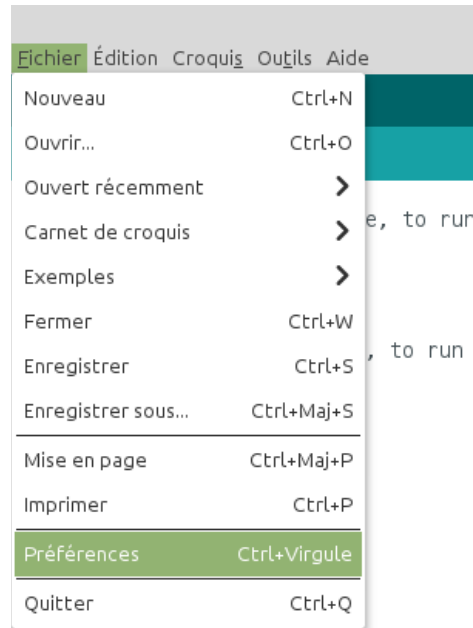 Fichier Édition Croquis Outils Aide
Nouveau Ctrl+N
Ouvrir... Ctrl+O
Ouvert récemment
Carnet de croquis
Exemples
Fermer Ctrl+W
Enregistrer Ctrl+S
Enregistrer sous... Ctrl+Maj+S
Mise en page Ctrl+Maj+P
Imprimer Ctrl+P
Préférences Ctrl+Virgule
Quitter Ctrl+Q
e, to run
, to run